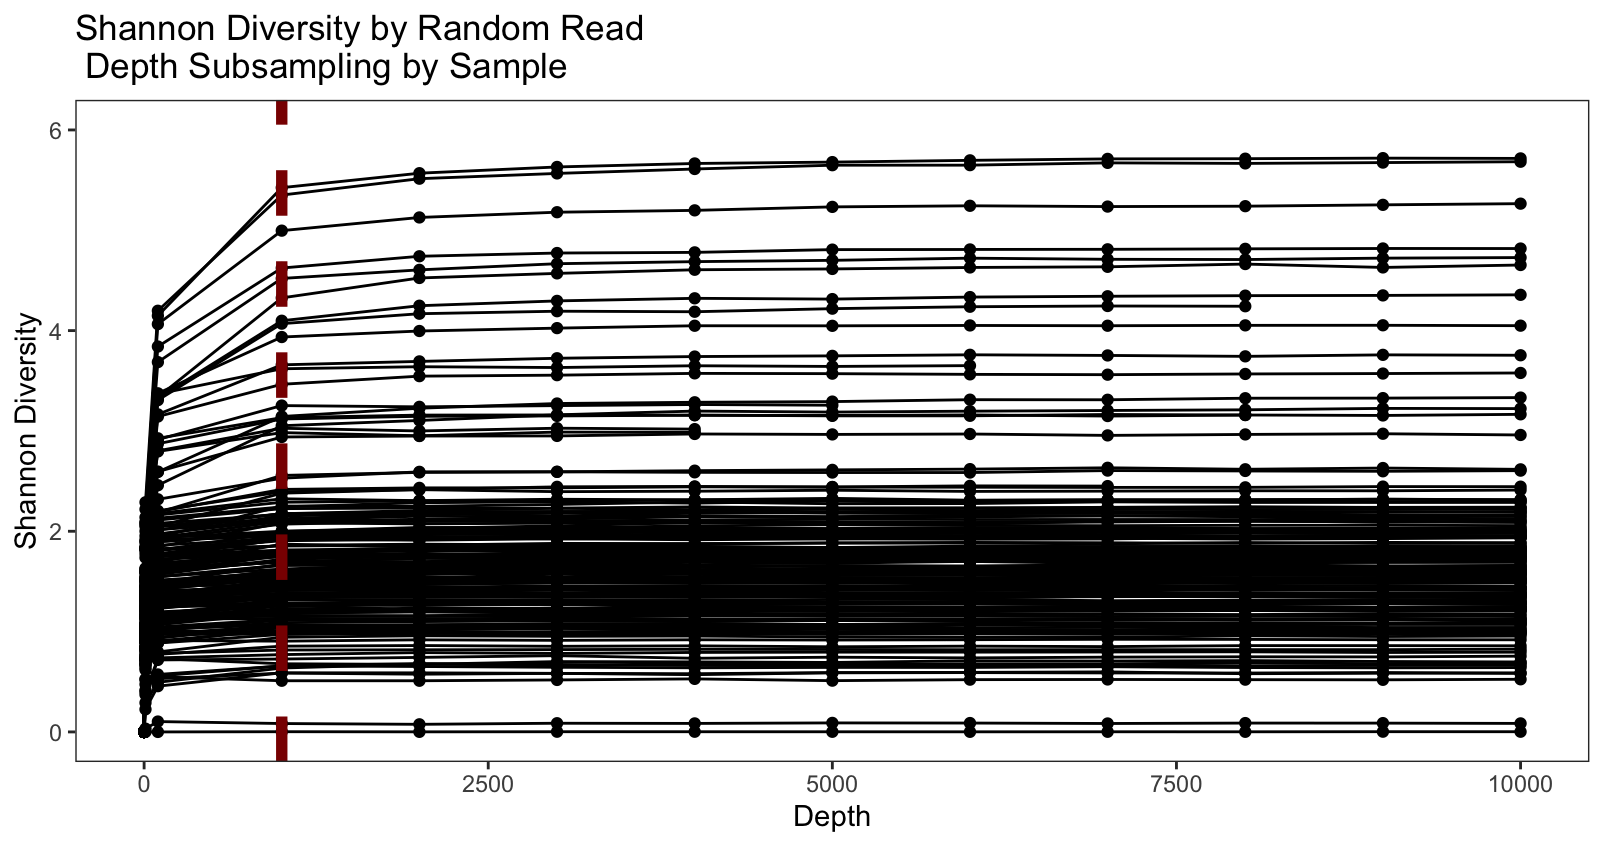 Shannon Diversity by Random Read
Depth Subsampling by Sample
Shannon Diversity
6
4
2
0
0 2500 5000 7500 10000
Depth